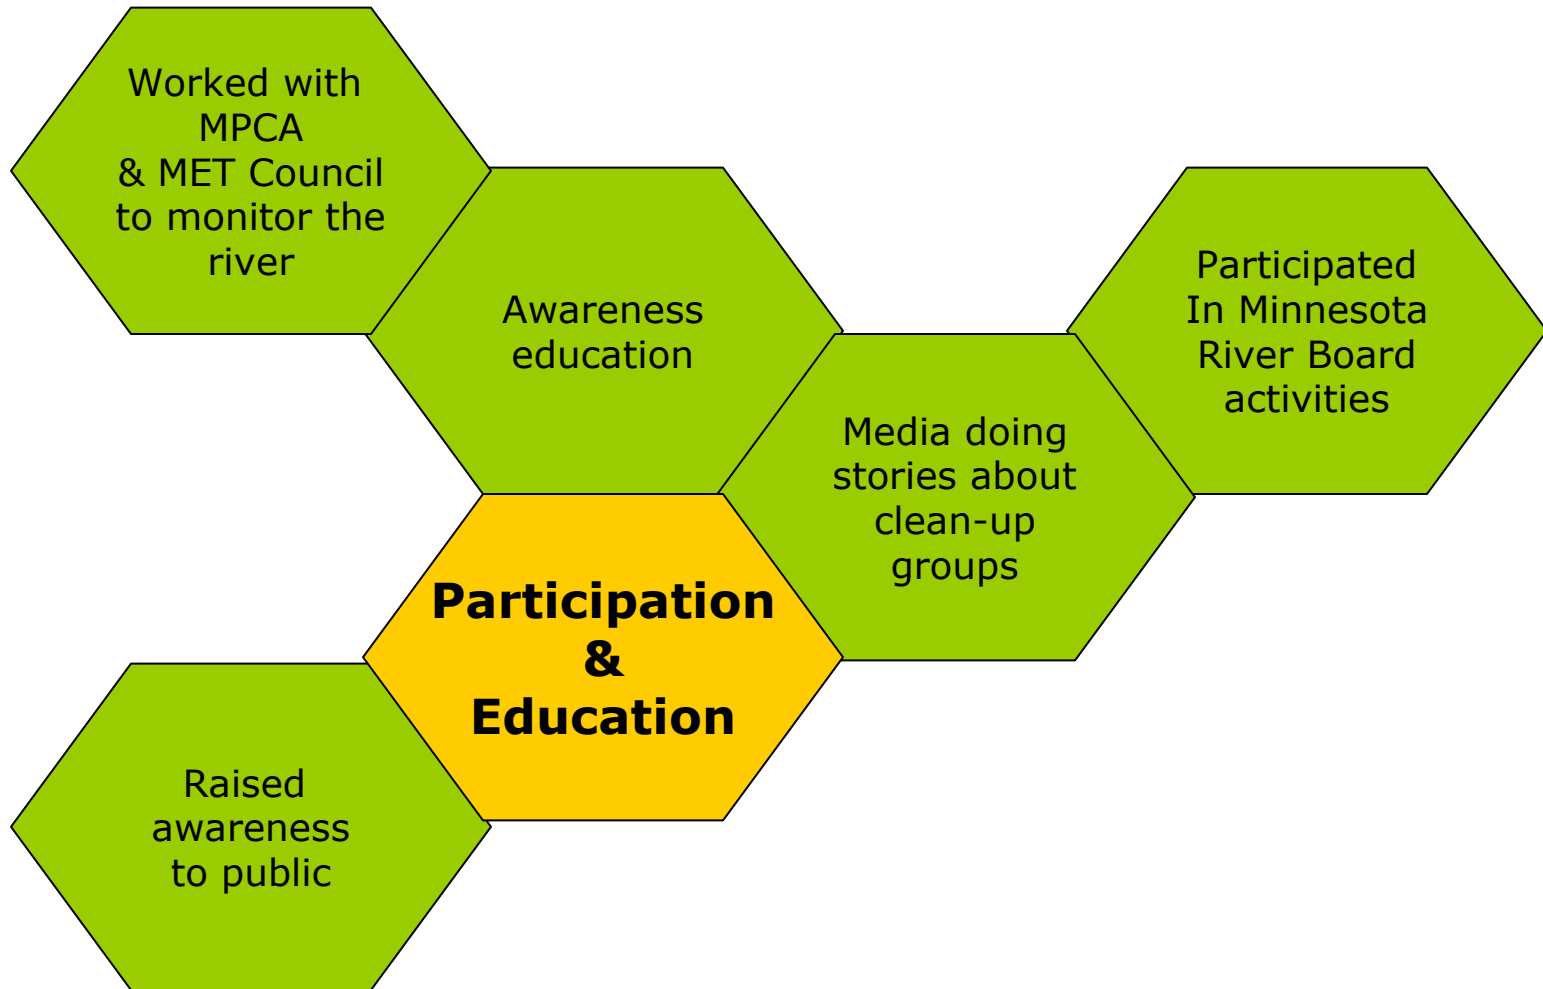 Worked with
MPCA
& MET Council
to monitor the
river
Awareness
education
Participated
In Minnesota
River Board
activities
Media doing
stories about
clean-up
groups
Participation
&
Education
Raised
awareness
to public